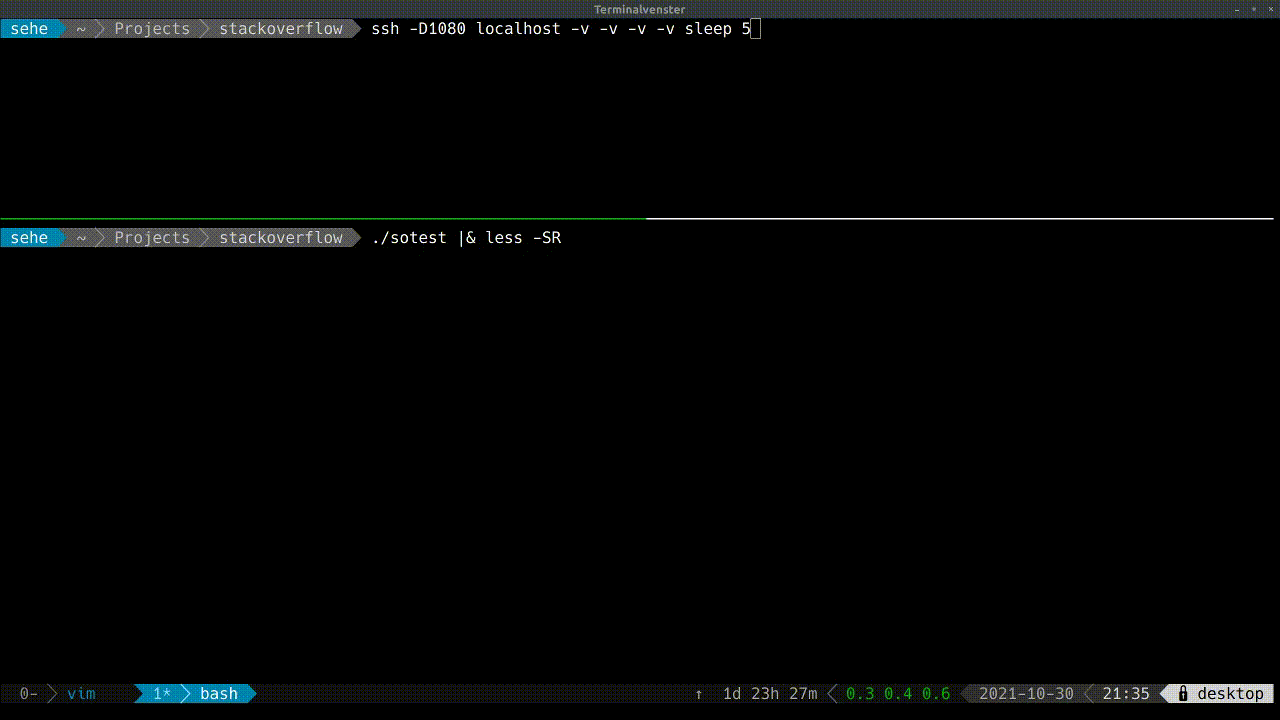 Terminalvenster
sehe ~ Projects stackoverflow ssh -D1080 localhost -v -v -v -v sleep 5
sehe ~ Projects stackoverflow ./sotest |& less -SR
0- vim 1* bash ↑ 1d 23h 27m 0.3 0.4 0.6 2021-10-30 21:35 desktop